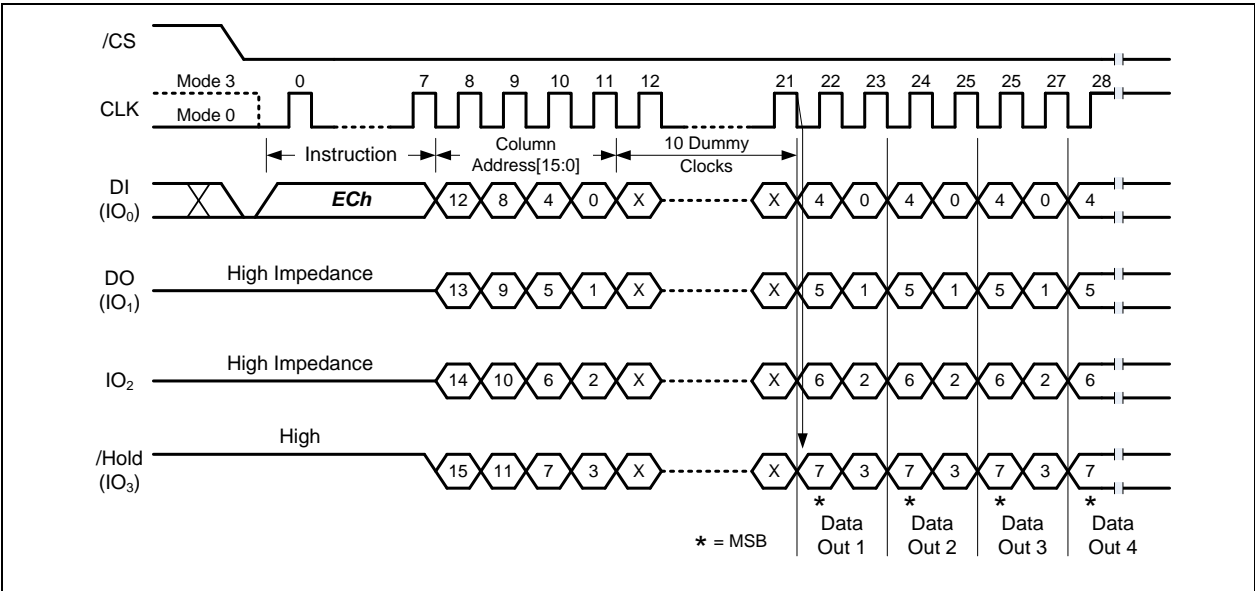 /CS
Mode 3 0 7 8 9 10 11 12 21 22 23 24 25 25 27 28
CLK
Mode 0
Instruction
Column
Address[15:0]
10 Dummy
Clocks
DI
(IO₀)
ECh 12 8 4 0 X X 4 0 4 0 4 0 4
DO
(IO₁)
High Impedance
13 9 5 1 X X 5 1 5 1 5 1 5
IO₂
High Impedance
14 10 6 2 X X 6 2 6 2 6 2 6
/Hold
(IO₃)
High
15 11 7 3 X X 7 3 7 3 7 3 7
* * * *
* = MSB
Data
Out 1
Data
Out 2
Data
Out 3
Data
Out 4